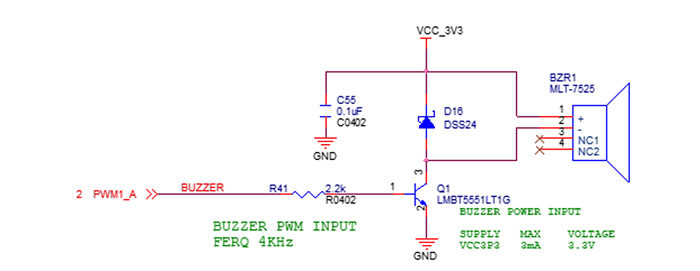 VCC_3V3
BZR1
MLT-7525
C55
0.1uF
C0402
GND
D16
DSS24
1
2
3
4
+
-
NC1
NC2
3
2 PWM1_A
BUZZER
R41
2.2k
R0402
1
Q1
LMBT5551LT1G
2
GND
BUZZER PWM INPUT
FERQ 4KHz
BUZZER POWER INPUT
SUPPLY MAX VOLTAGE
VCC3P3 3mA 3.3V